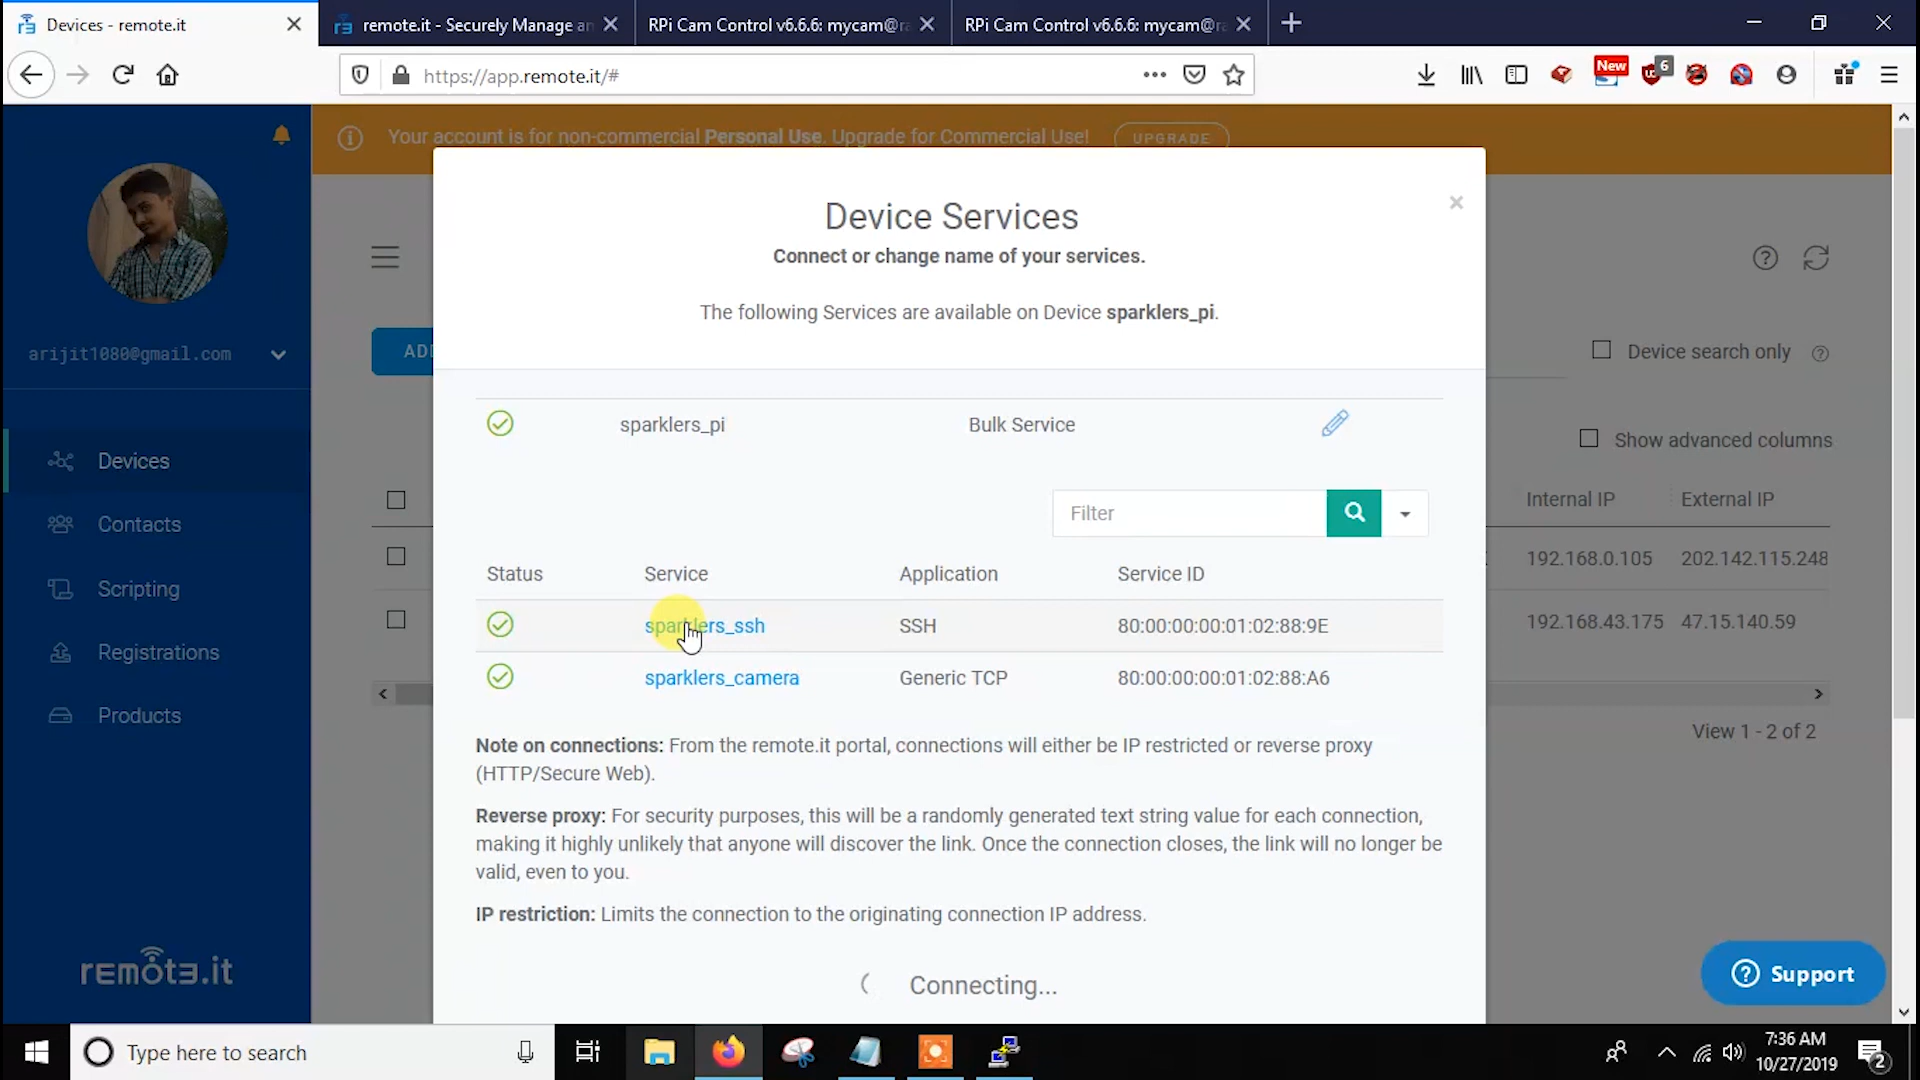 Devices - remote.it
remote.it - Securely Manage an
RPi Cam Control v6.6.6: mycam@ra
RPi Cam Control v6.6.6: mycam@ra
https://app.remote.it/#
New
6
Your account is for non-commercial Personal Use. Upgrade for Commercial Use!
UPGRADE
Device Services
Connect or change name of your services.
The following Services are available on Device sparklers_pi.
arijit1080@gmail.com
ADD
Device search only
sparklers_pi
Bulk Service
Show advanced columns
Devices
Contacts
Scripting
Registrations
Products
Filter
Internal IP
External IP
192.168.0.105
202.142.115.248
192.168.43.175
47.15.140.59
View 1 - 2 of 2
Status
Service
Application
Service ID
sparklers_ssh
SSH
80:00:00:00:01:02:88:9E
sparklers_camera
Generic TCP
80:00:00:00:01:02:88:A6
Note on connections: From the remote.it portal, connections will either be IP restricted or reverse proxy
(HTTP/Secure Web).
Reverse proxy: For security purposes, this will be a randomly generated text string value for each connection,
making it highly unlikely that anyone will discover the link. Once the connection closes, the link will no longer be
valid, even to you.
IP restriction: Limits the connection to the originating connection IP address.
Connecting...
remote.it
Support
Type here to search
7:36 AM
10/27/2019
2